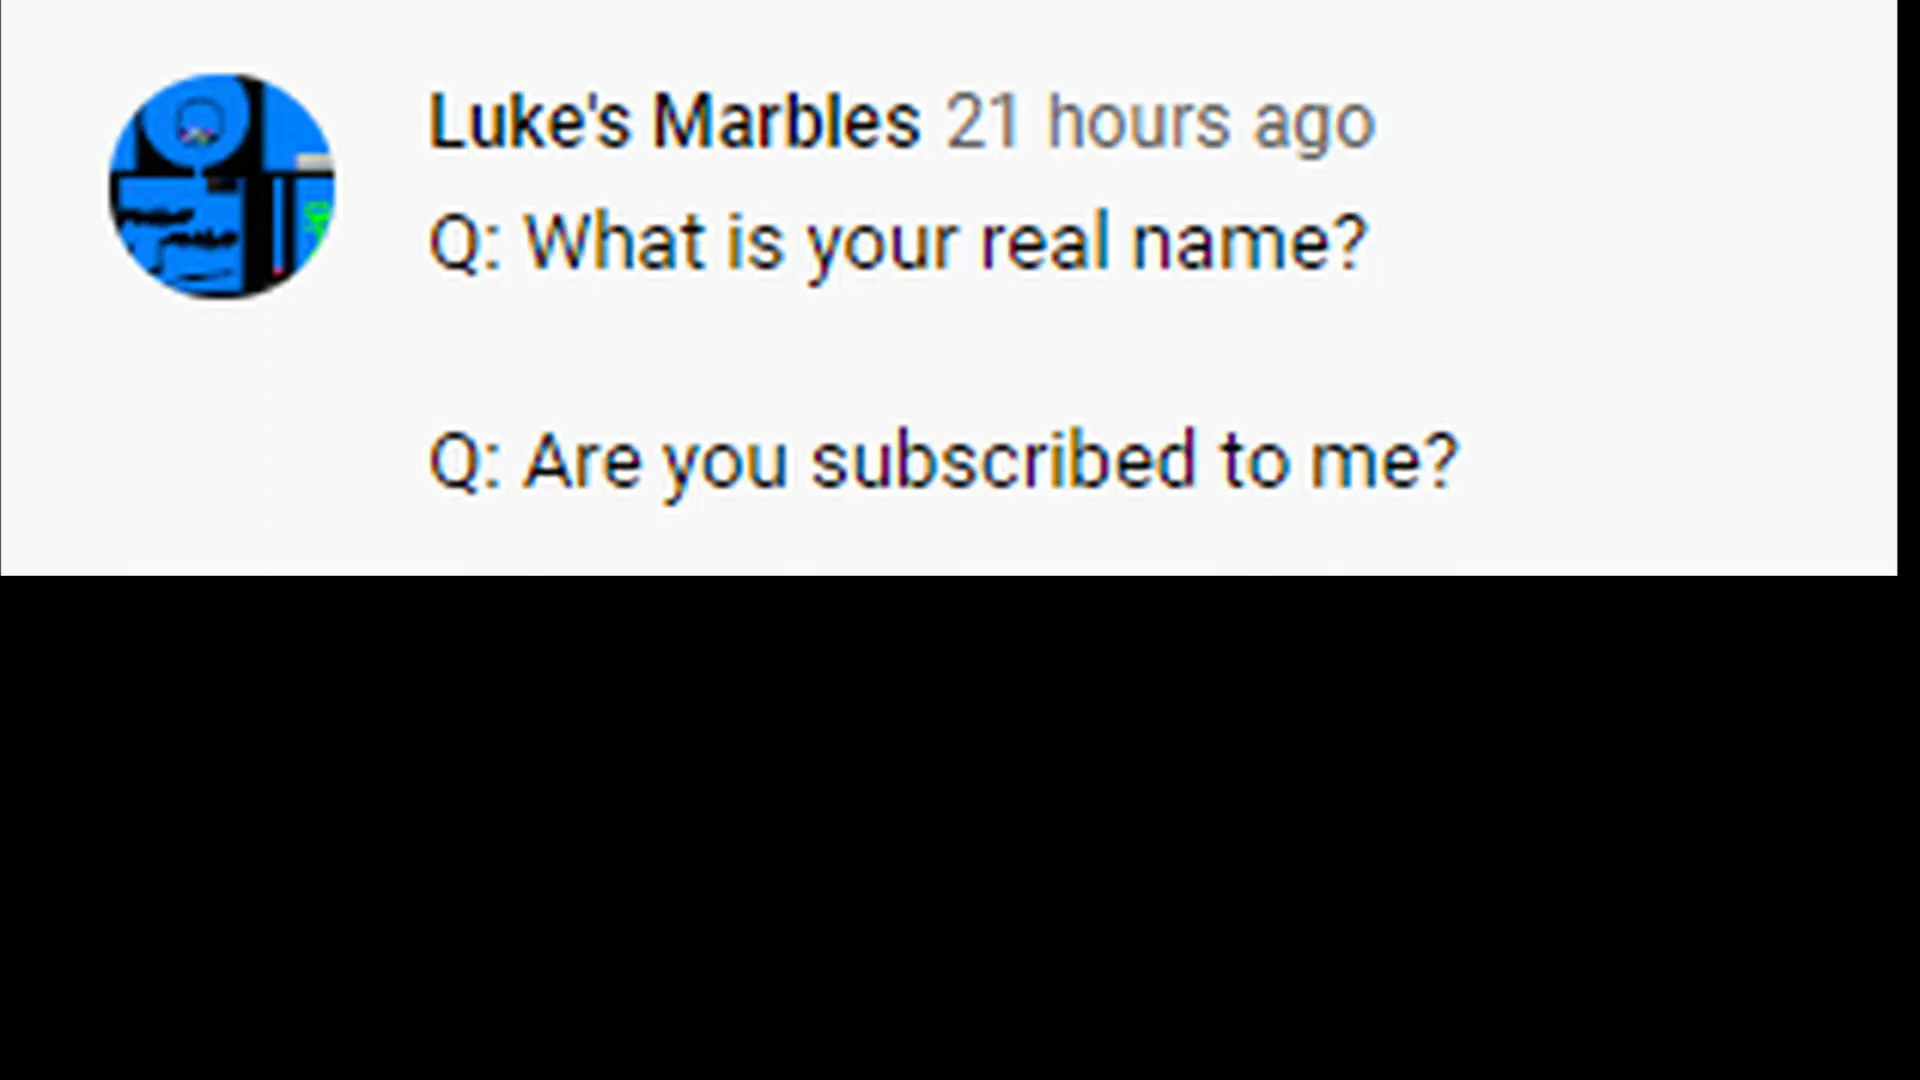 Luke's Marbles 21 hours ago
Q: What is your real name?
Q: Are you subscribed to me?